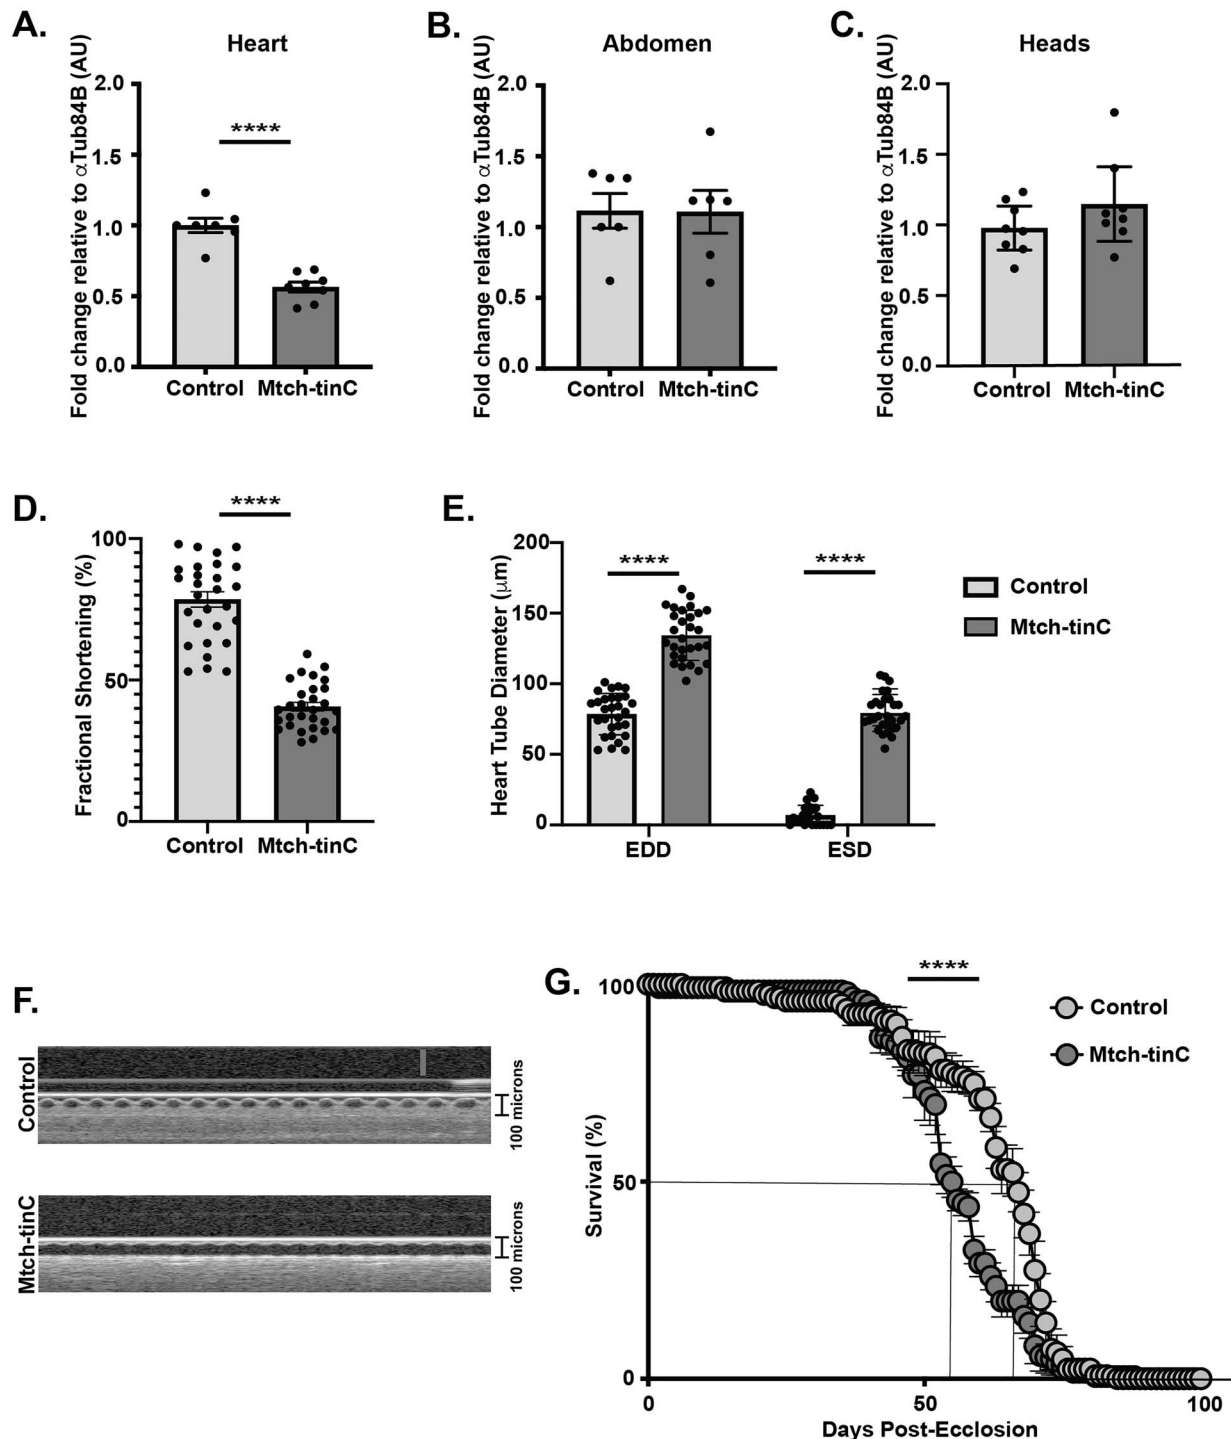 A.
Heart
Fold change relative to αTub84B (AU)
2.0
1.5
1.0
0.5
0.0
****
Control
Mtch-tinC
B.
Abdomen
Fold change relative to αTub84B (AU)
2.0
1.5
1.0
0.5
0.0
Control
Mtch-tinC
C.
Heads
Fold change relative to αTub84B (AU)
2.0
1.5
1.0
0.5
0.0
Control
Mtch-tinC
D.
Fractional Shortening (%)
100
50
0
****
Control
Mtch-tinC
E.
Heart Tube Diameter (μm)
200
150
100
50
0
****
****
EDD
ESD
Control
Mtch-tinC
F.
Control
100 microns
Mtch-tinC
100 microns
G.
Survival (%)
100
50
0
****
Control
Mtch-tinC
0
50
100
Days Post-Ecclosion